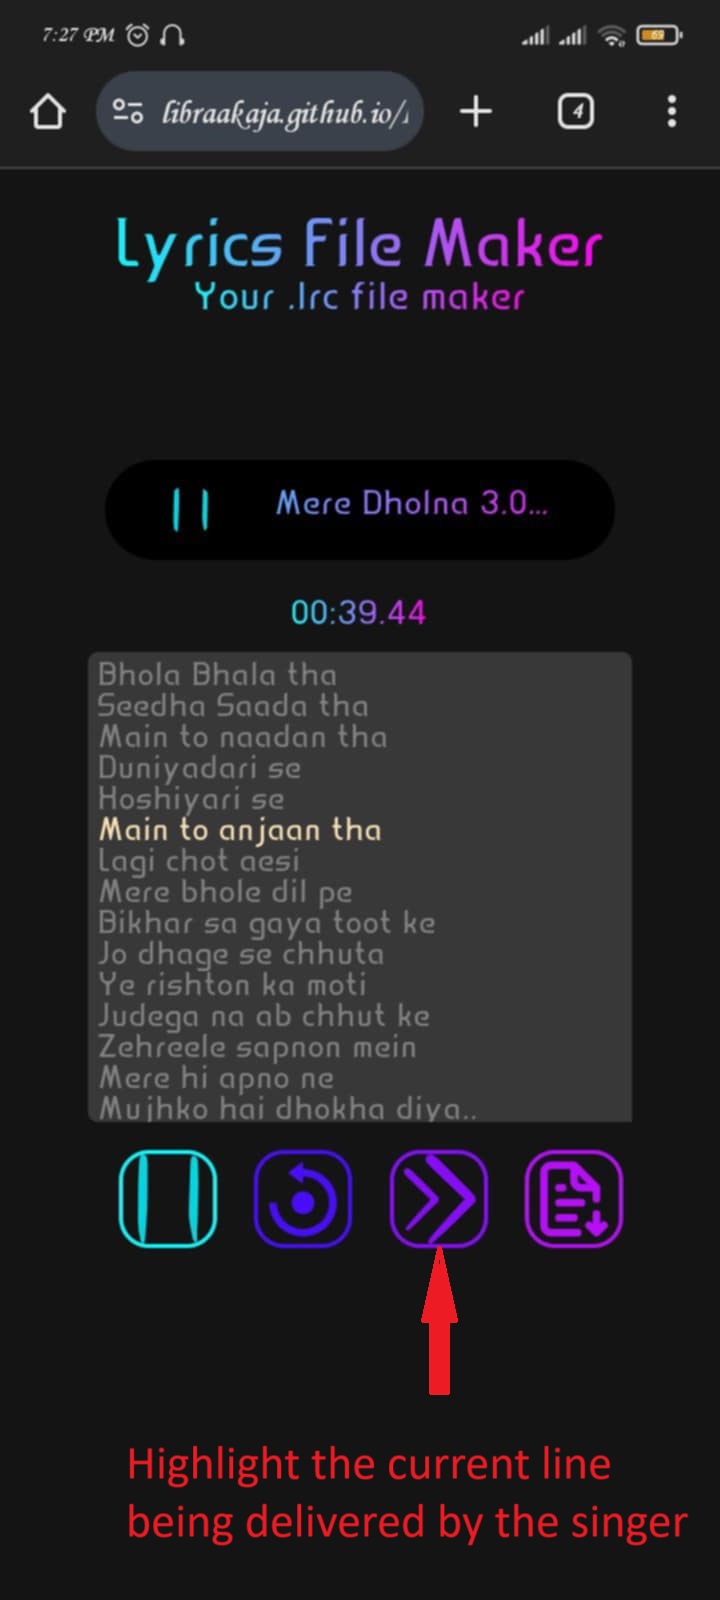 7:27 PM
69
libraakaja.github.io/
4
Lyrics File Maker
Your .lrc file maker
Mere Dholna 3.0...
00:39.44
Bhola Bhala tha
Seedha Saada tha
Main to naadan tha
Duniyadari se
Hoshiyari se
Main to anjaan tha
Lagi chot aesi
Mere bhole dil pe
Bikhar sa gaya toot ke
Jo dhage se chhuta
Ye rishton ka moti
Judega na ab chhut ke
Zehreele sapnon mein
Mere hi apno ne
Mujhko hai dhokha diya..
Highlight the current line
being delivered by the singer